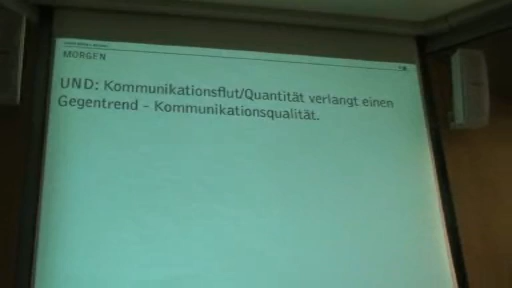 MORGEN
UND: Kommunikationsflut/Quantität verlangt einen
Gegentrend - Kommunikationsqualität.